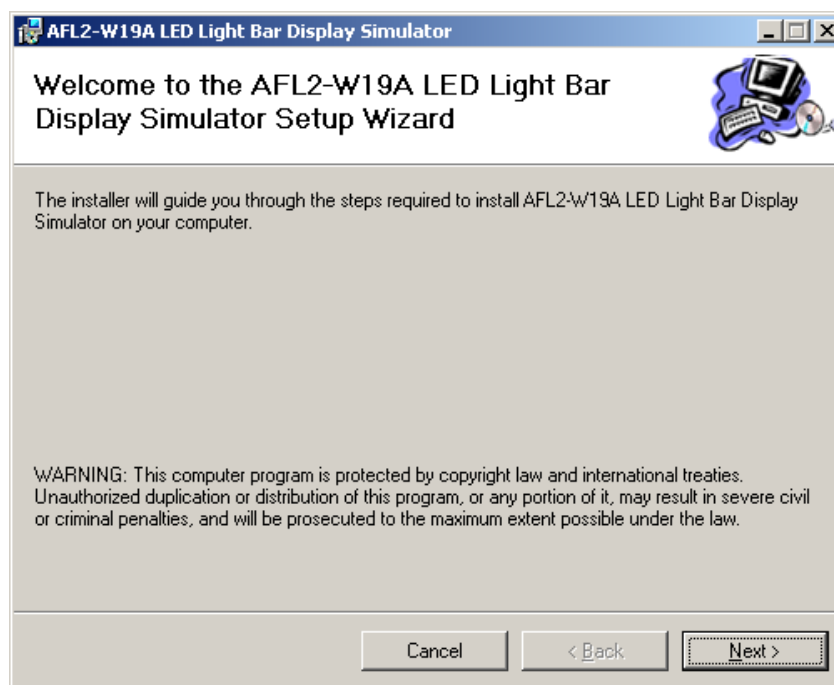 AFL2-W19A LED Light Bar Display Simulator
Welcome to the AFL2-W19A LED Light Bar
Display Simulator Setup Wizard
The installer will guide you through the steps required to install AFL2-W19A LED Light Bar Display
Simulator on your computer.
WARNING: This computer program is protected by copyright law and international treaties.
Unauthorized duplication or distribution of this program, or any portion of it, may result in severe civil
or criminal penalties, and will be prosecuted to the maximum extent possible under the law.
Cancel
< Back
Next >